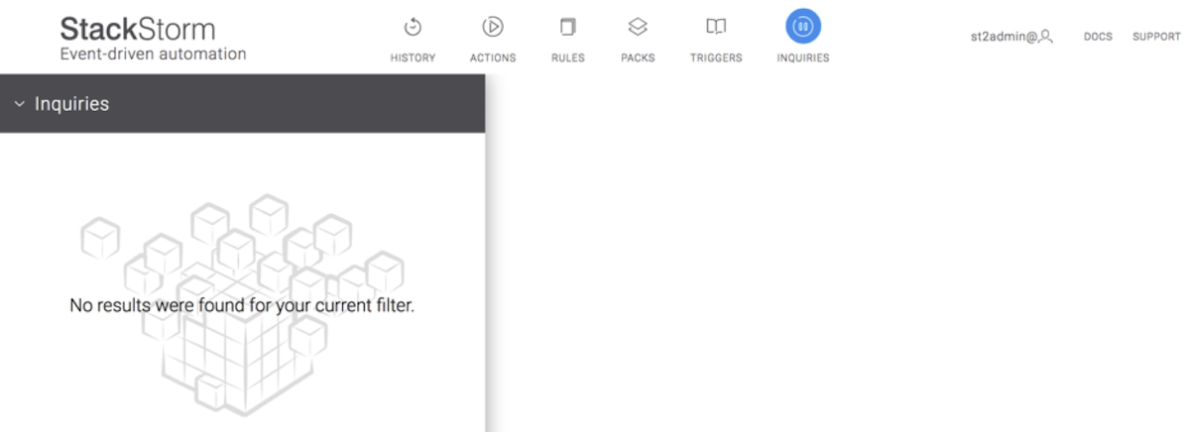 StackStorm
Event-driven automation
HISTORY
ACTIONS
RULES
PACKS
TRIGGERS
INQUIRIES
st2admin@
DOCS
SUPPORT
Inquiries
No results were found for your current filter.